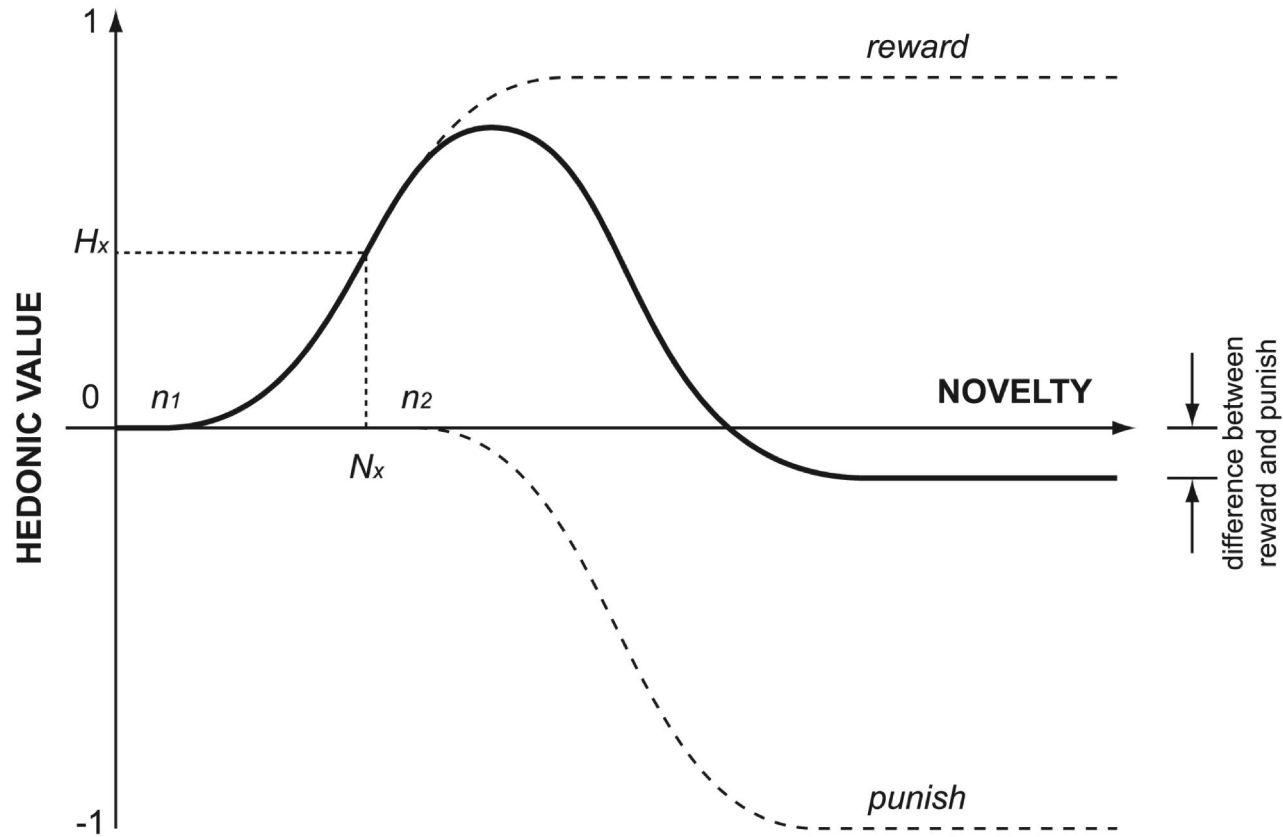 1
reward
Hx
HEDONIC VALUE
0
n1
n2
NOVELTY
Nx
difference between
reward and punish
punish
-1